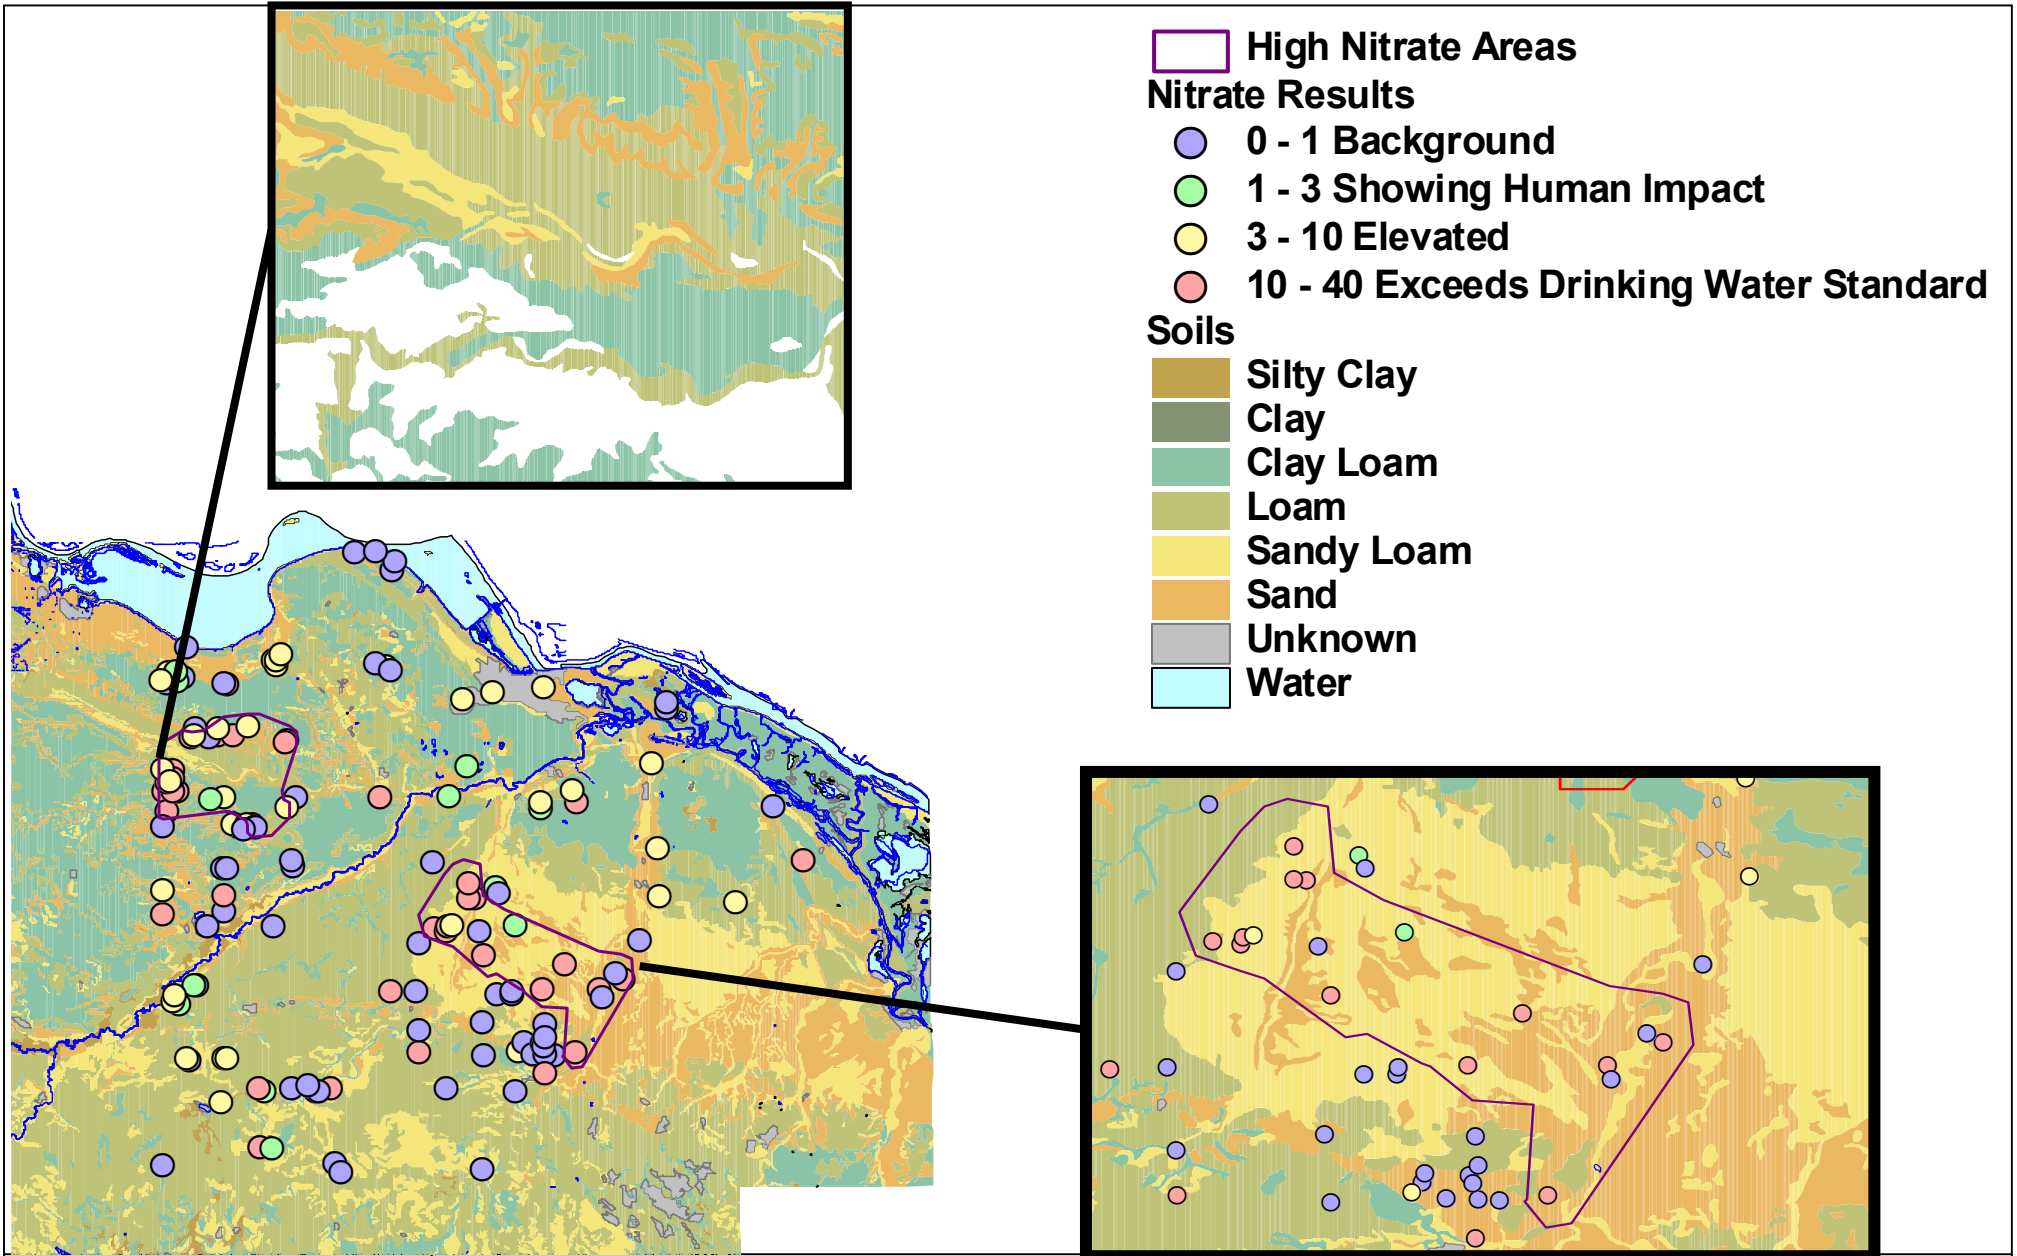 High Nitrate Areas
Nitrate Results
0 - 1 Background
1 - 3 Showing Human Impact
3 - 10 Elevated
10 - 40 Exceeds Drinking Water Standard
Soils
Silty Clay
Clay
Clay Loam
Loam
Sandy Loam
Sand
Unknown
Water